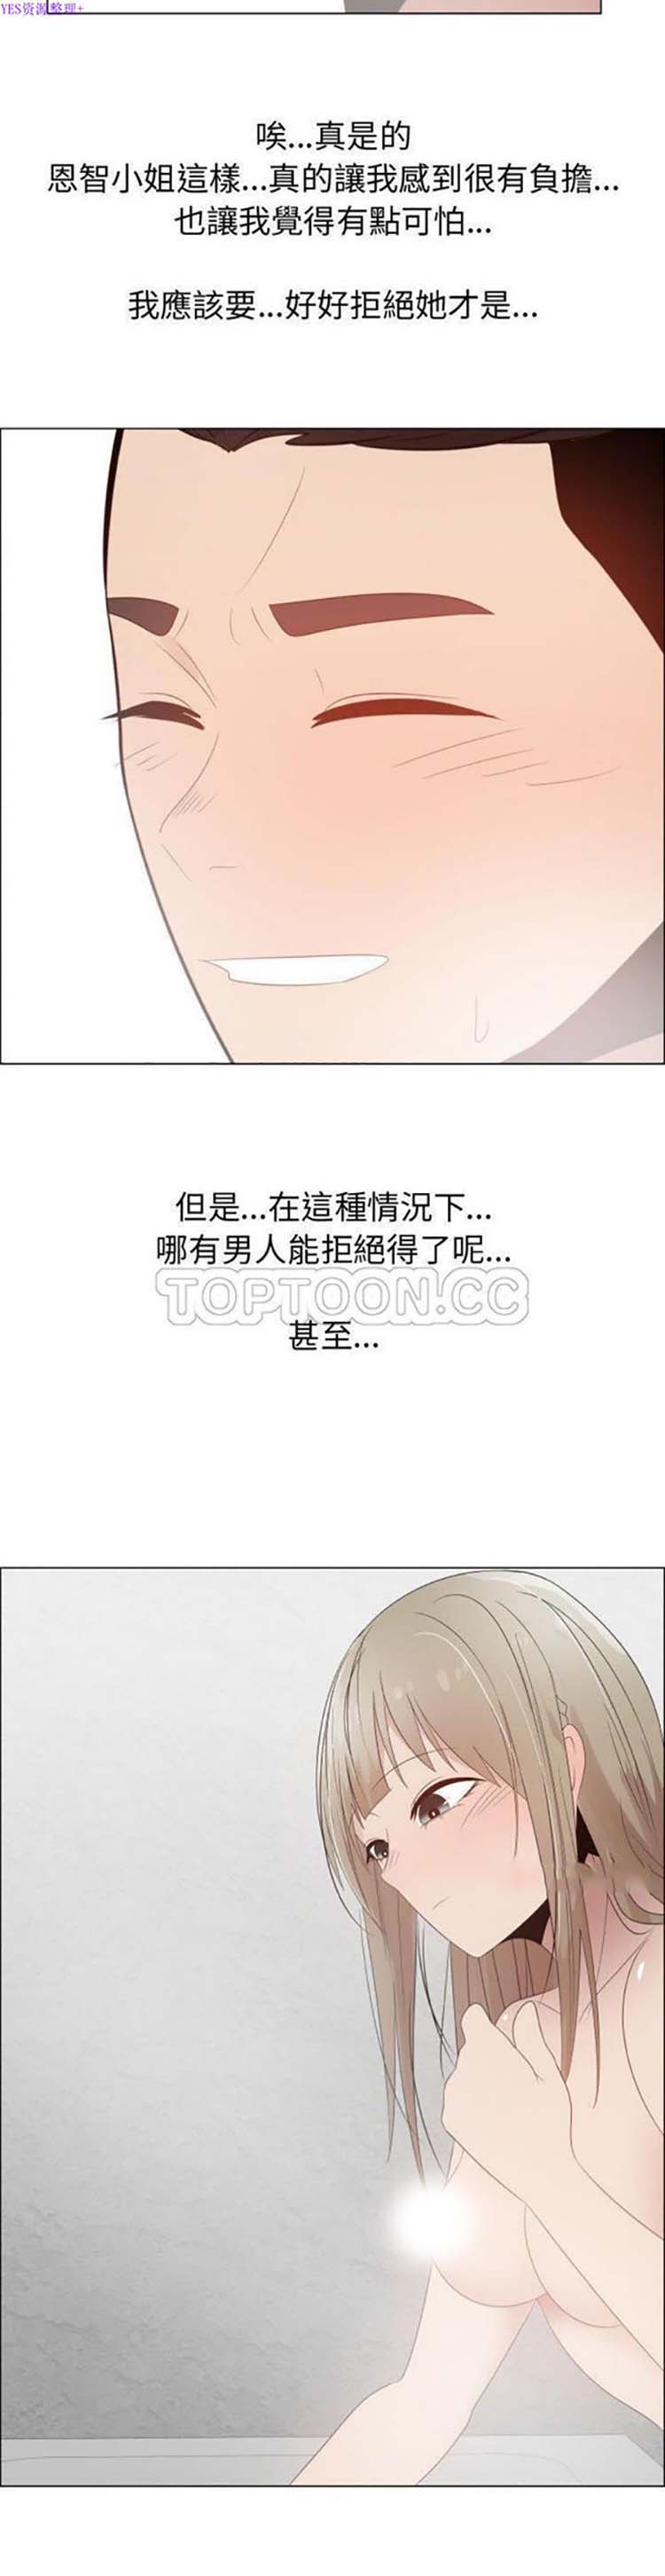 YES资源整理+
唉...真是的
恩智小姐這樣...真的讓我感到很有負擔...
也讓我覺得有點可怕...
我應該要...好好拒絕她才是...
但是...在這種情況下...
哪有男人能拒絕得了呢...
TOPTOON.CC
甚至...